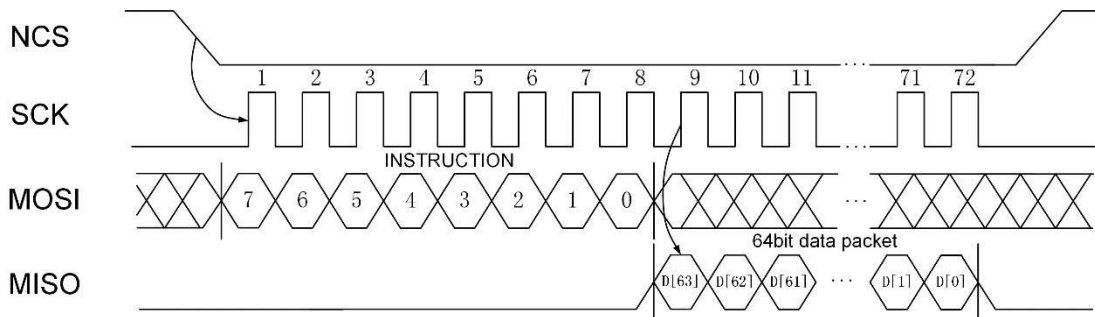 NCS
1 2 3 4 5 6 7 8 9 10 11 ... 71 72
SCK
INSTRUCTION
MOSI 7 6 5 4 3 2 1 0 ...
64bit data packet
MISO D[63] D[62] D[61] ... D[1] D[0]